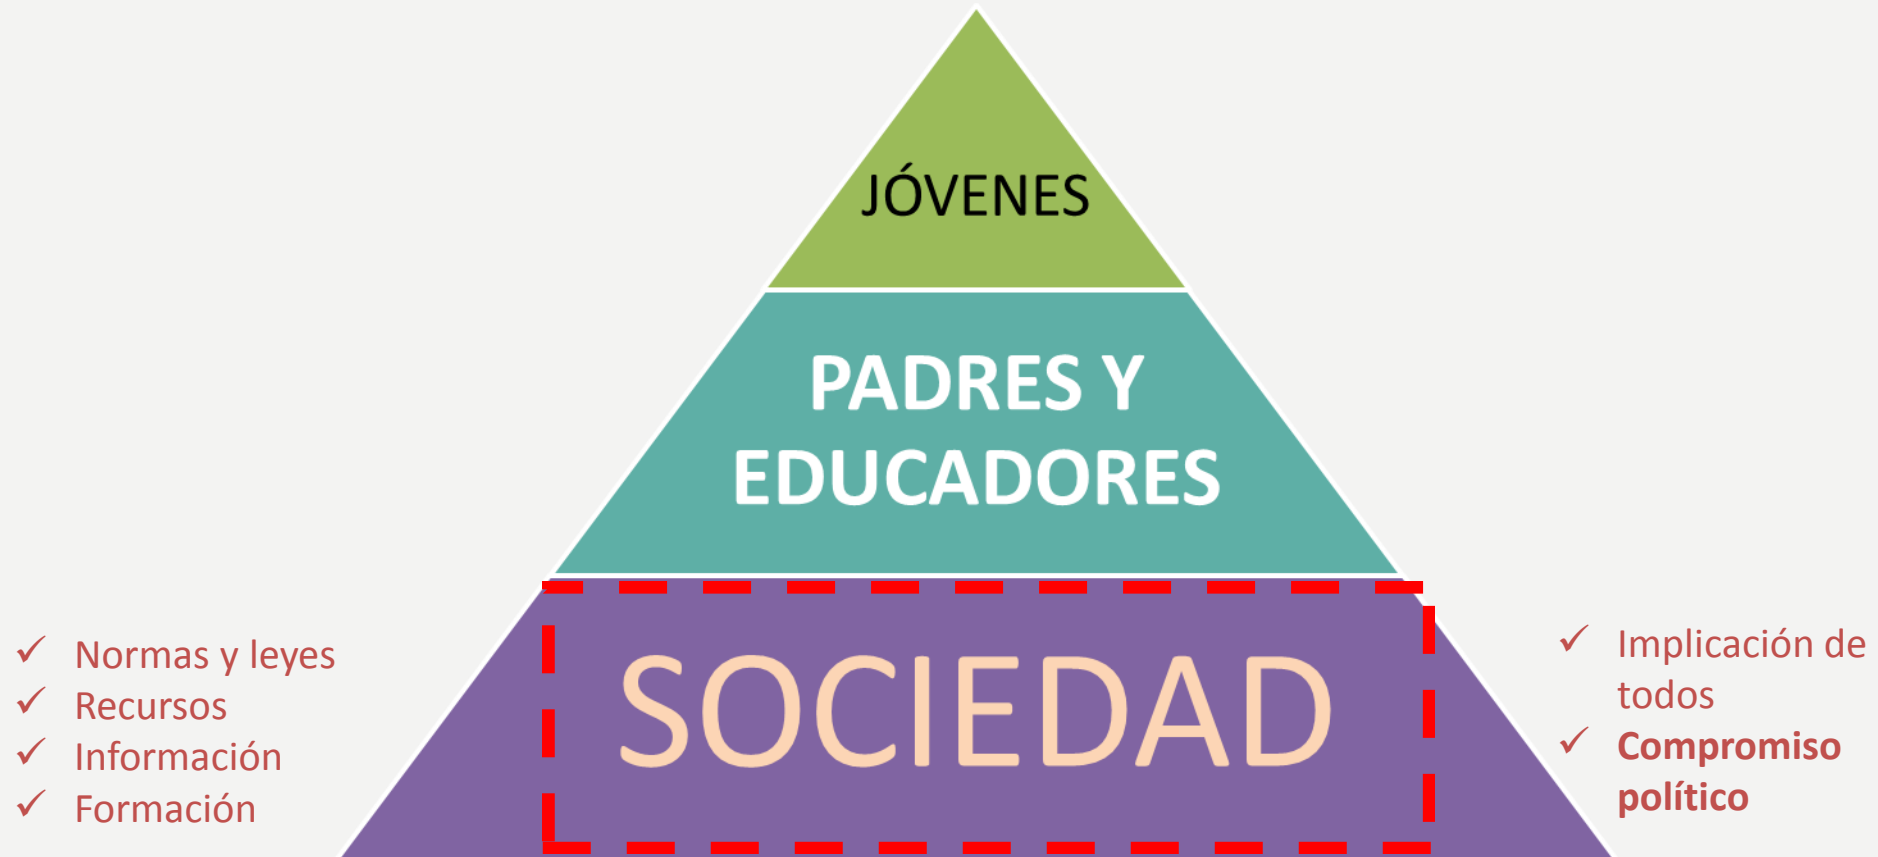 JÓVENES
PADRES Y
EDUCADORES
SOCIEDAD
✓ Normas y leyes
✓ Recursos
✓ Información
✓ Formación
✓ Implicación de
todos
✓ Compromiso
político